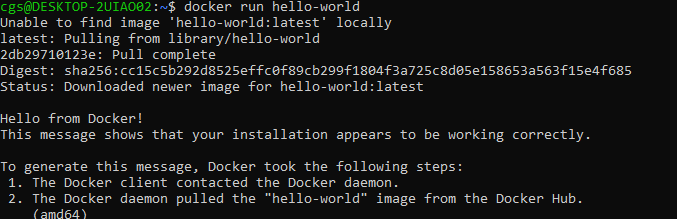 cgs@DESKTOP-2UIAO02:~$ docker run hello-world
Unable to find image 'hello-world:latest' locally
latest: Pulling from library/hello-world
2db29710123e: Pull complete
Digest: sha256:cc15c5b292d8525effc0f89cb299f1804f3a725c8d05e158653a563f15e4f685
Status: Downloaded newer image for hello-world:latest

Hello from Docker!
This message shows that your installation appears to be working correctly.

To generate this message, Docker took the following steps:
 1. The Docker client contacted the Docker daemon.
 2. The Docker daemon pulled the "hello-world" image from the Docker Hub.
    (amd64)